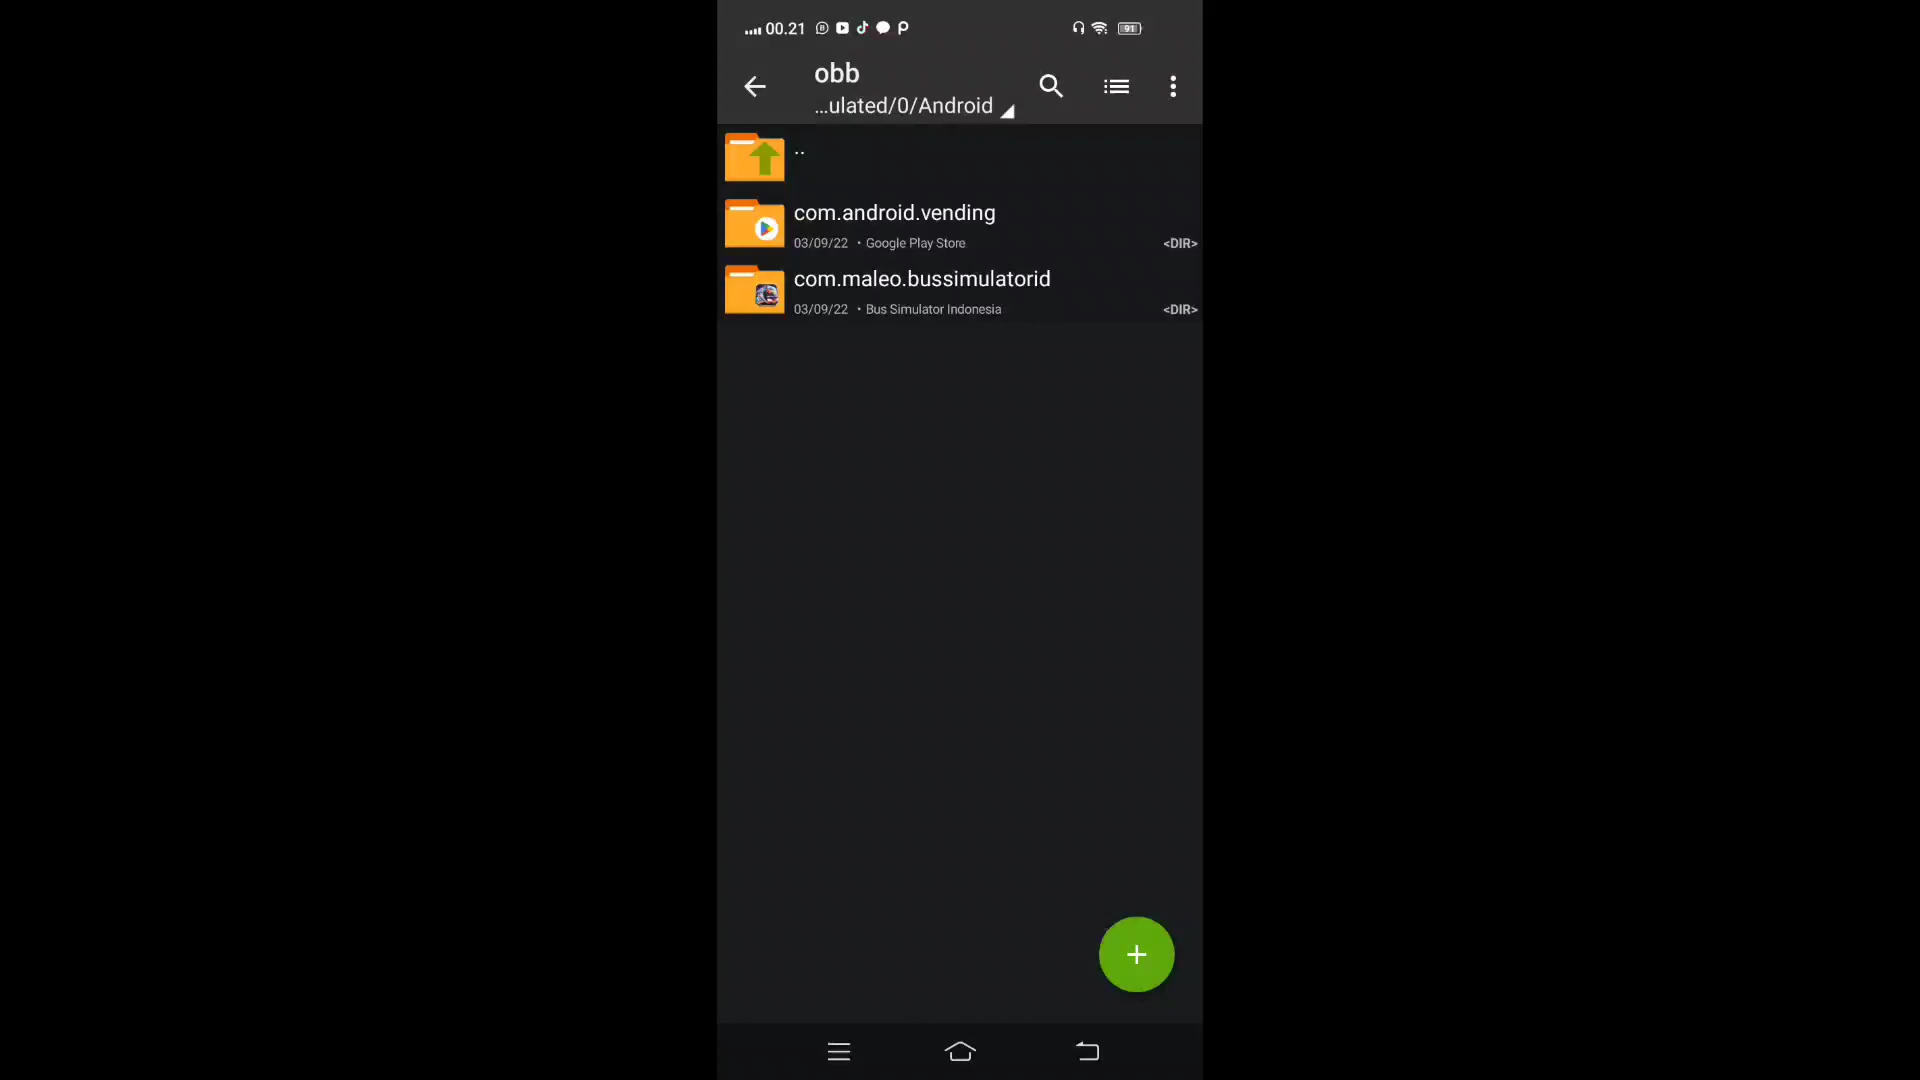 00.21
91
obb
...ulated/0/Android
..
com.android.vending
03/09/22 • Google Play Store
<DIR>
com.maleo.bussimulatorid
03/09/22 • Bus Simulator Indonesia
<DIR>